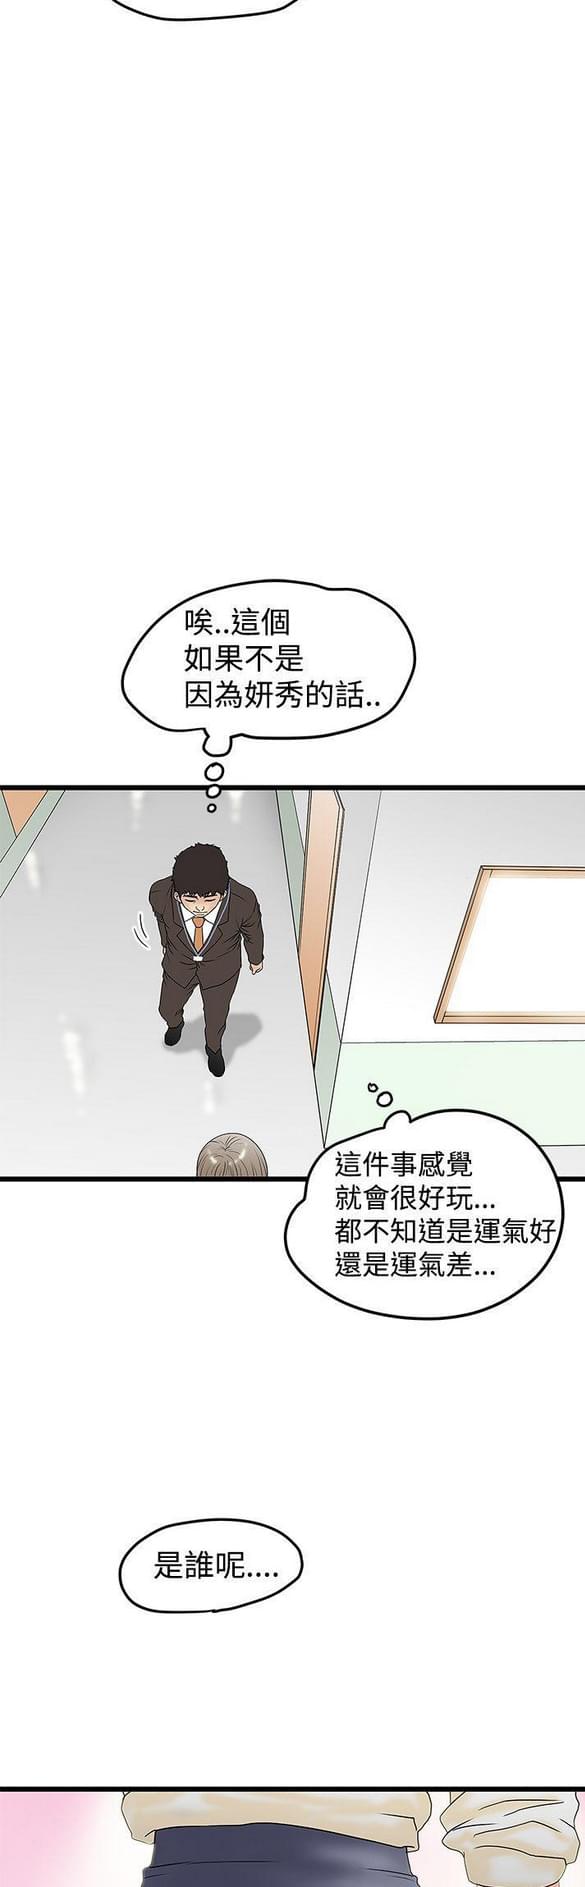 唉..這個
如果不是
因為妍秀的話..
這件事感覺
就會很好玩...
都不知道是運氣好
還是運氣差...
是誰呢....